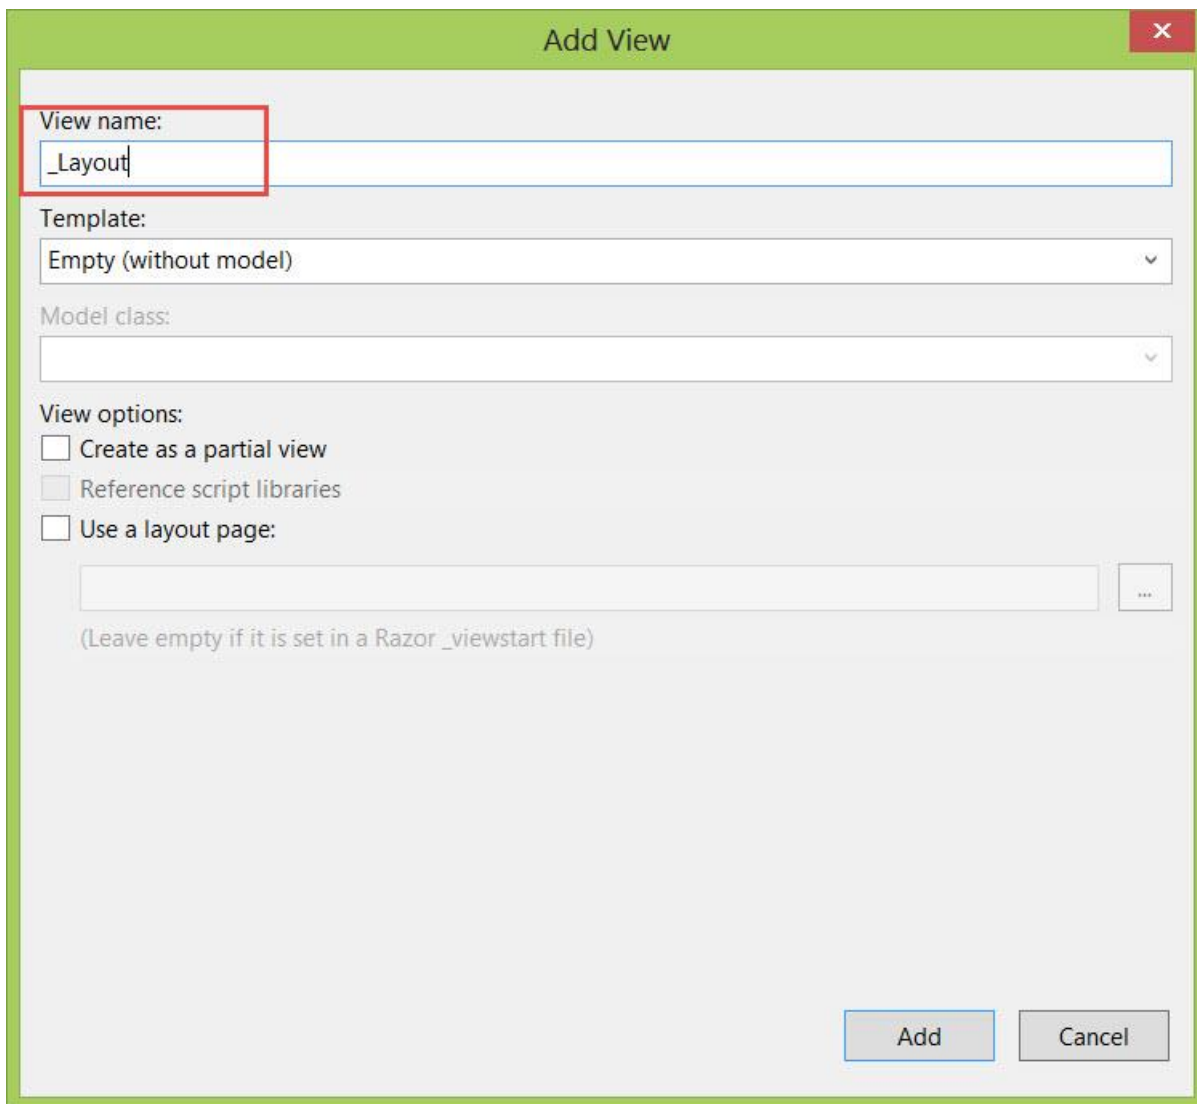 Add View
View name:
_Layout
Template:
Empty (without model)
Model class:
View options:
Create as a partial view
Reference script libraries
Use a layout page:
...
(Leave empty if it is set in a Razor _viewstart file)
Add Cancel